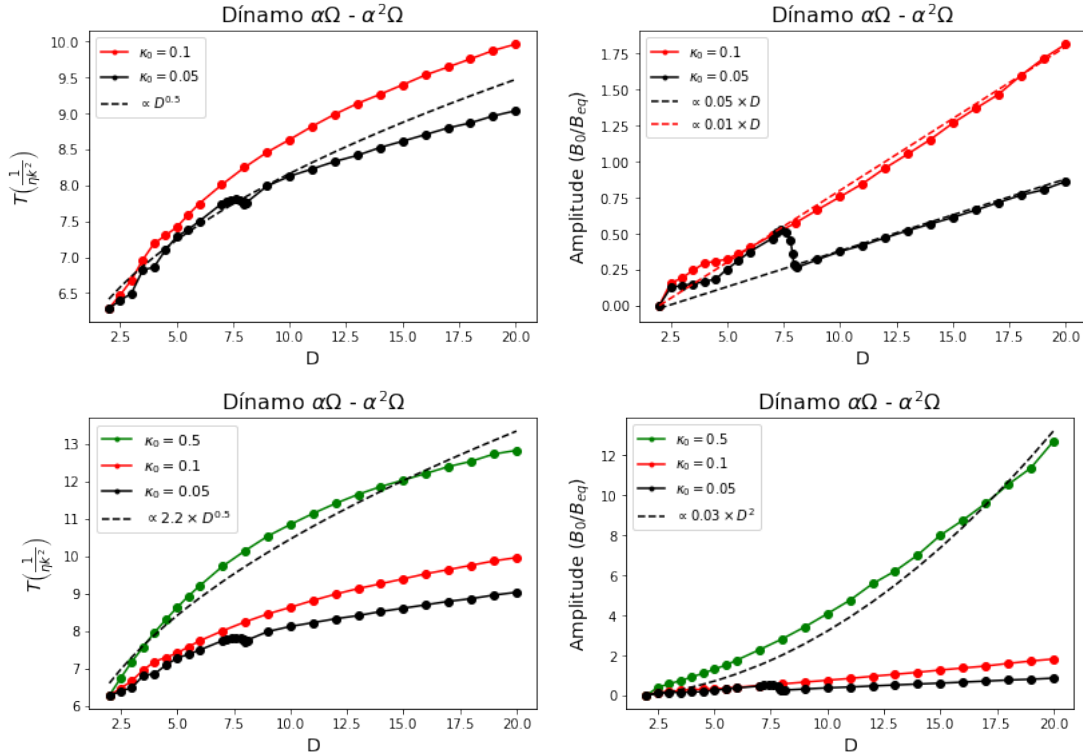 Dínamo αΩ - α²Ω
κ₀ = 0.1
κ₀ = 0.05
∝ D^0.5
T(1/ηk²)
10.0
9.5
9.0
8.5
8.0
7.5
7.0
6.5
2.5 5.0 7.5 10.0 12.5 15.0 17.5 20.0
D
Dínamo αΩ - α²Ω
κ₀ = 0.1
κ₀ = 0.05
∝ 0.05 × D
∝ 0.01 × D
Amplitude (B₀/B_eq)
1.75
1.50
1.25
1.00
0.75
0.50
0.25
0.00
2.5 5.0 7.5 10.0 12.5 15.0 17.5 20.0
D
Dínamo αΩ - α²Ω
κ₀ = 0.5
κ₀ = 0.1
κ₀ = 0.05
∝ 2.2 × D^0.5
T(1/ηk²)
13
12
11
10
9
8
7
6
2.5 5.0 7.5 10.0 12.5 15.0 17.5 20.0
D
Dínamo αΩ - α²Ω
κ₀ = 0.5
κ₀ = 0.1
κ₀ = 0.05
∝ 0.03 × D²
Amplitude (B₀/B_eq)
12
10
8
6
4
2
0
2.5 5.0 7.5 10.0 12.5 15.0 17.5 20.0
D